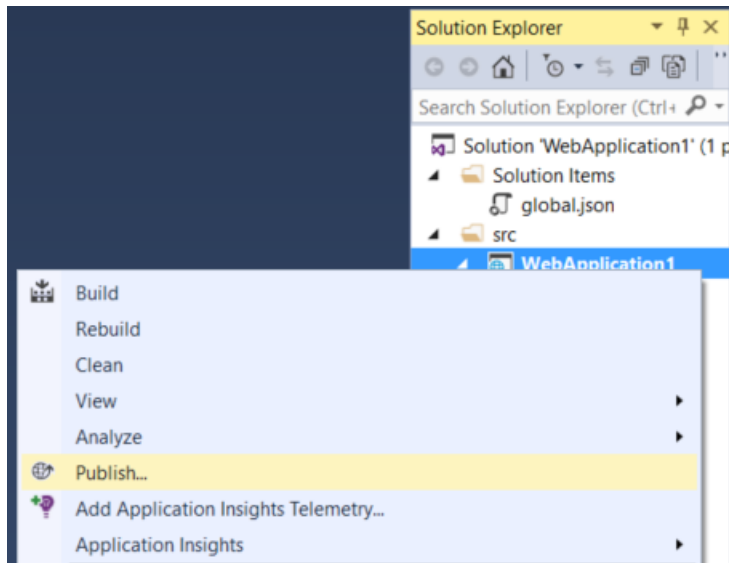 Solution Explorer
Search Solution Explorer (Ctrl+
Solution 'WebApplication1' (1 p
Solution Items
global.json
src
WebApplication1
Build
Rebuild
Clean
View
Analyze
Publish...
Add Application Insights Telemetry...
Application Insights